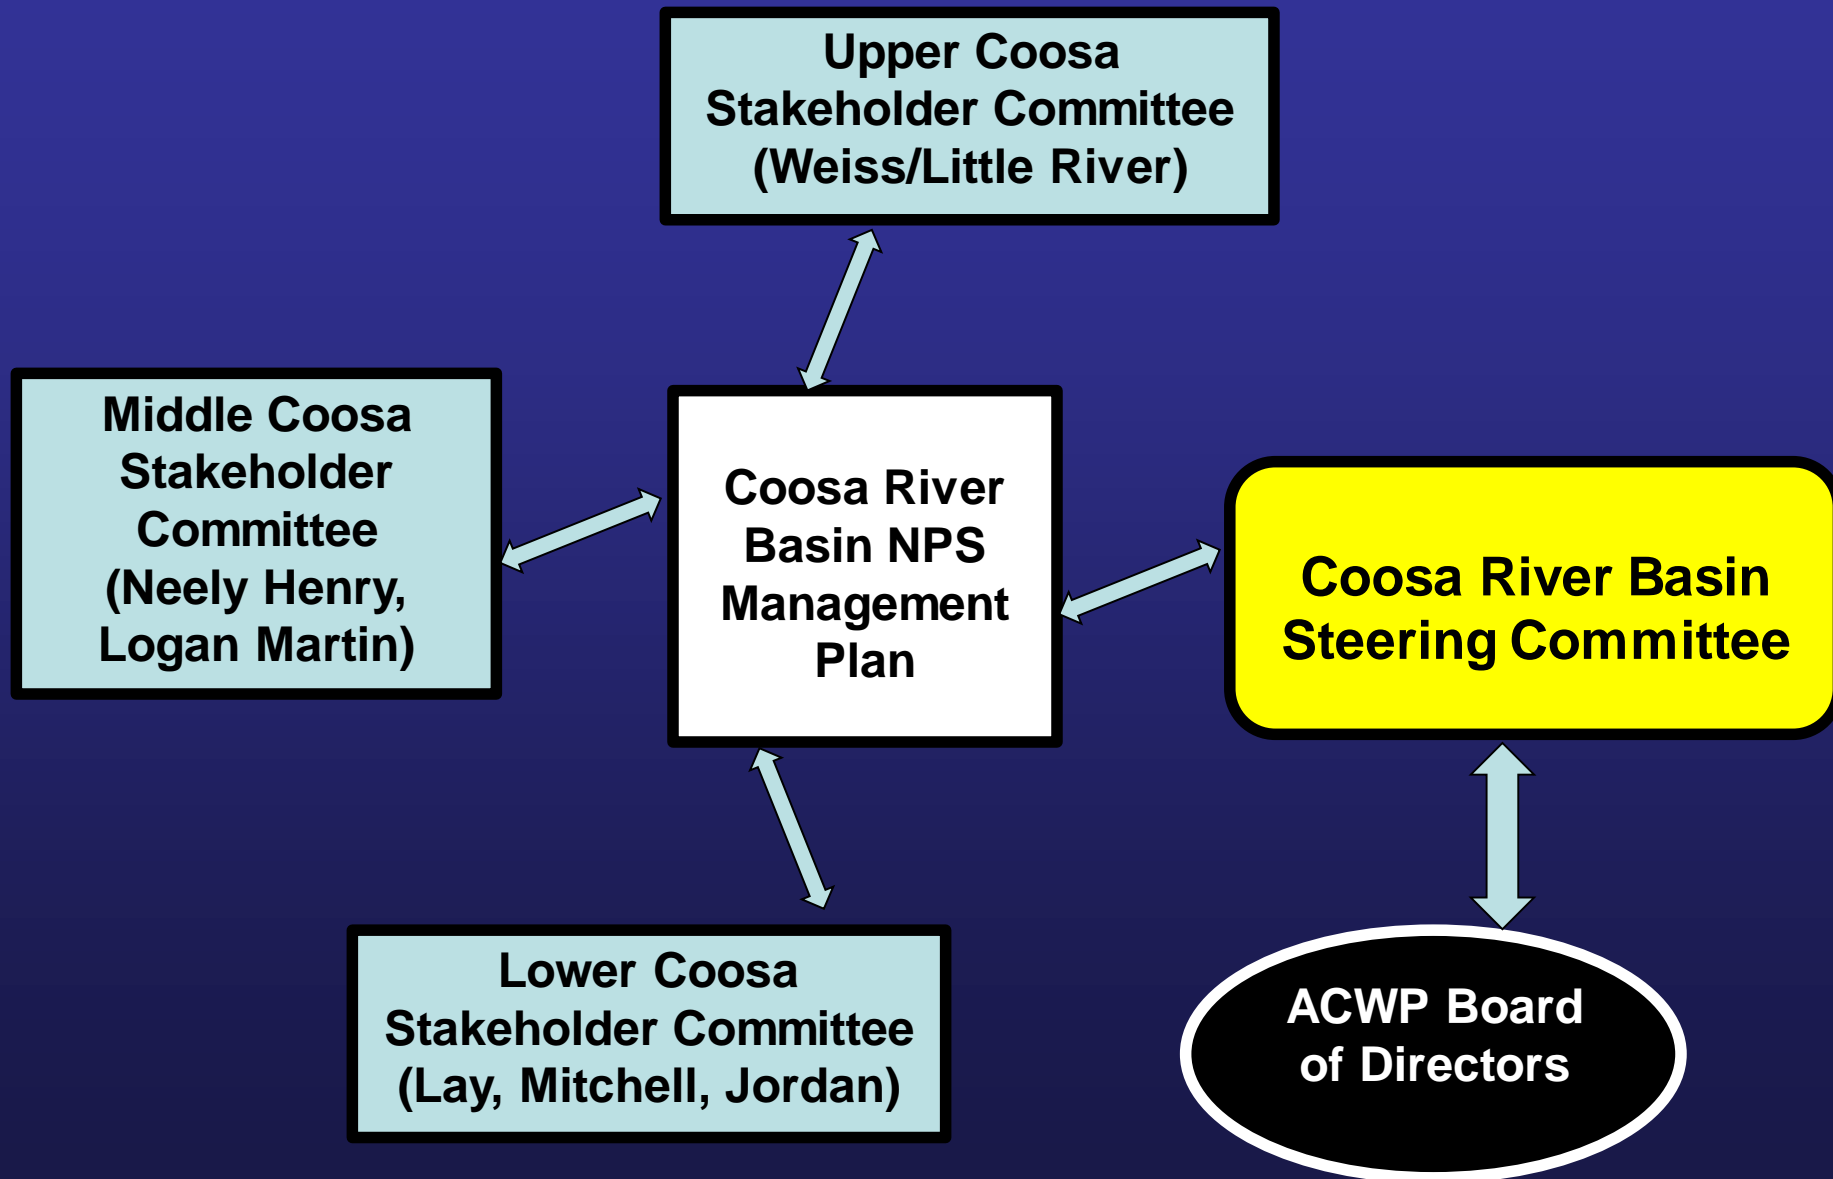 Upper Coosa
Stakeholder Committee
(Weiss/Little River)
Middle Coosa
Stakeholder
Committee
(Neely Henry,
Logan Martin)
Coosa River
Basin NPS
Management
Plan
Coosa River Basin
Steering Committee
Lower Coosa
Stakeholder Committee
(Lay, Mitchell, Jordan)
ACWP Board
of Directors